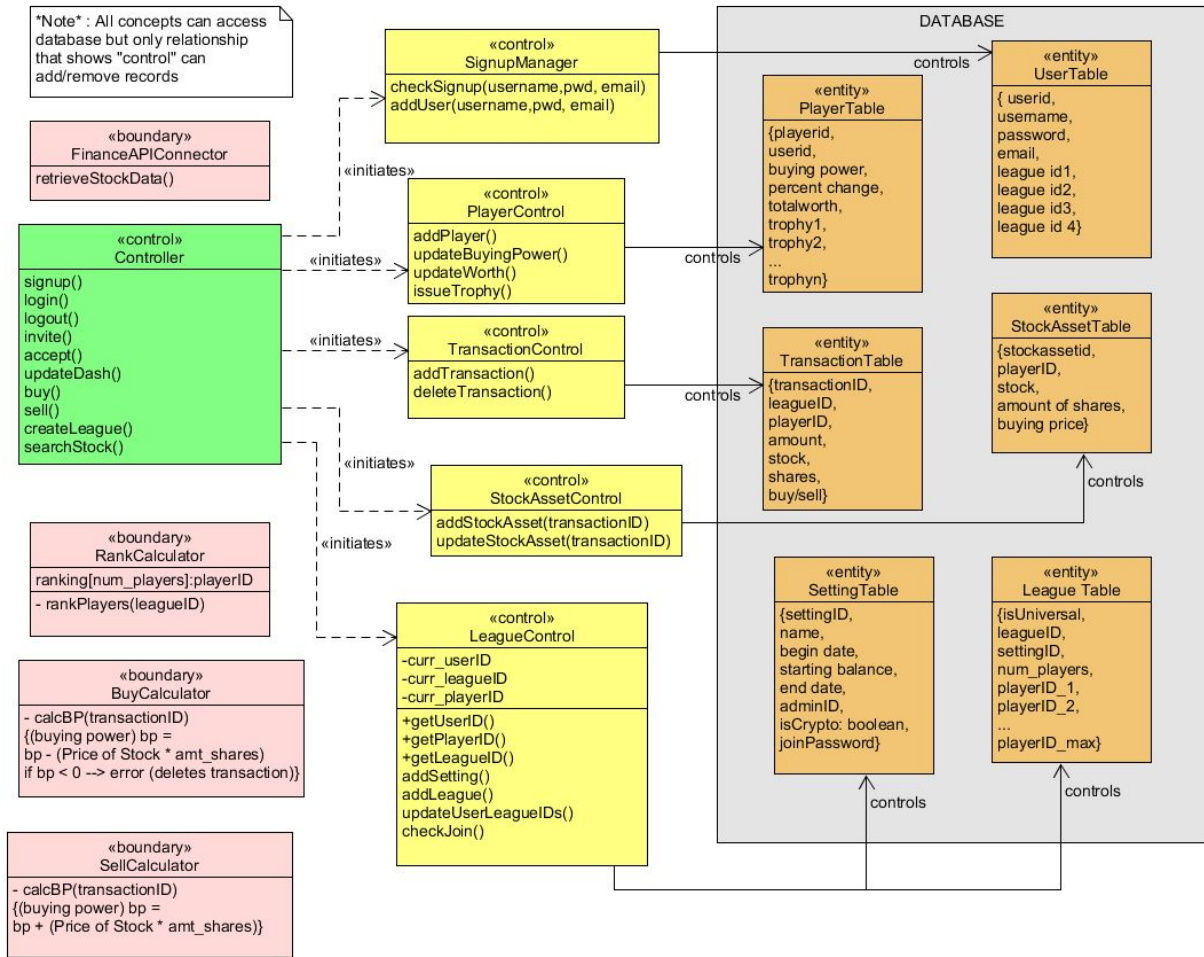 *Note* : All concepts can access
database but only relationship
that shows "control" can
add/remove records
«boundary»
FinanceAPIConnector
retrieveStockData()
«control»
Controller
signup()
login()
logout()
invite()
accept()
updateDash()
buy()
sell()
createLeague()
searchStock()
«boundary»
RankCalculator
ranking[num_players]:playerID
- rankPlayers(leagueID)
«boundary»
BuyCalculator
- calcBP(transactionID)
{(buying power) bp =
bp - (Price of Stock * amt_shares)
if bp < 0 --> error (deletes transaction)}
«boundary»
SellCalculator
- calcBP(transactionID)
{(buying power) bp =
bp + (Price of Stock * amt_shares)}
«initiates»
«initiates»
«initiates»
«initiates»
«initiates»
«control»
SignupManager
checkSignup(username,pwd, email)
addUser(username,pwd, email)
«control»
PlayerControl
addPlayer()
updateBuyingPower()
updateWorth()
issueTrophy()
«control»
TransactionControl
addTransaction()
deleteTransaction()
«control»
StockAssetControl
addStockAsset(transactionID)
updateStockAsset(transactionID)
«control»
LeagueControl
-curr_userID
-curr_leagueID
-curr_playerID
+getUserID()
+getPlayerID()
+getLeagueID()
addSetting()
addLeague()
updateUserLeagueIDs()
checkJoin()
controls
controls
controls
controls
controls
controls
DATABASE
«entity»
PlayerTable
{playerid,
userid,
buying power,
percent change,
totalworth,
trophy1,
trophy2,
...
trophyn}
«entity»
UserTable
{ userid,
username,
password,
email,
league id1,
league id2,
league id3,
league id 4}
«entity»
TransactionTable
{transactionID,
leagueID,
playerID,
amount,
stock,
shares,
buy/sell}
«entity»
StockAssetTable
{stockassetid,
playerID,
stock,
amount of shares,
buying price}
«entity»
SettingTable
{settingID,
name,
begin date,
starting balance,
end date,
adminID,
isCrypto: boolean,
joinPassword}
«entity»
League Table
{isUniversal,
leagueID,
settingID,
num_players,
playerID_1,
playerID_2,
...
playerID_max}